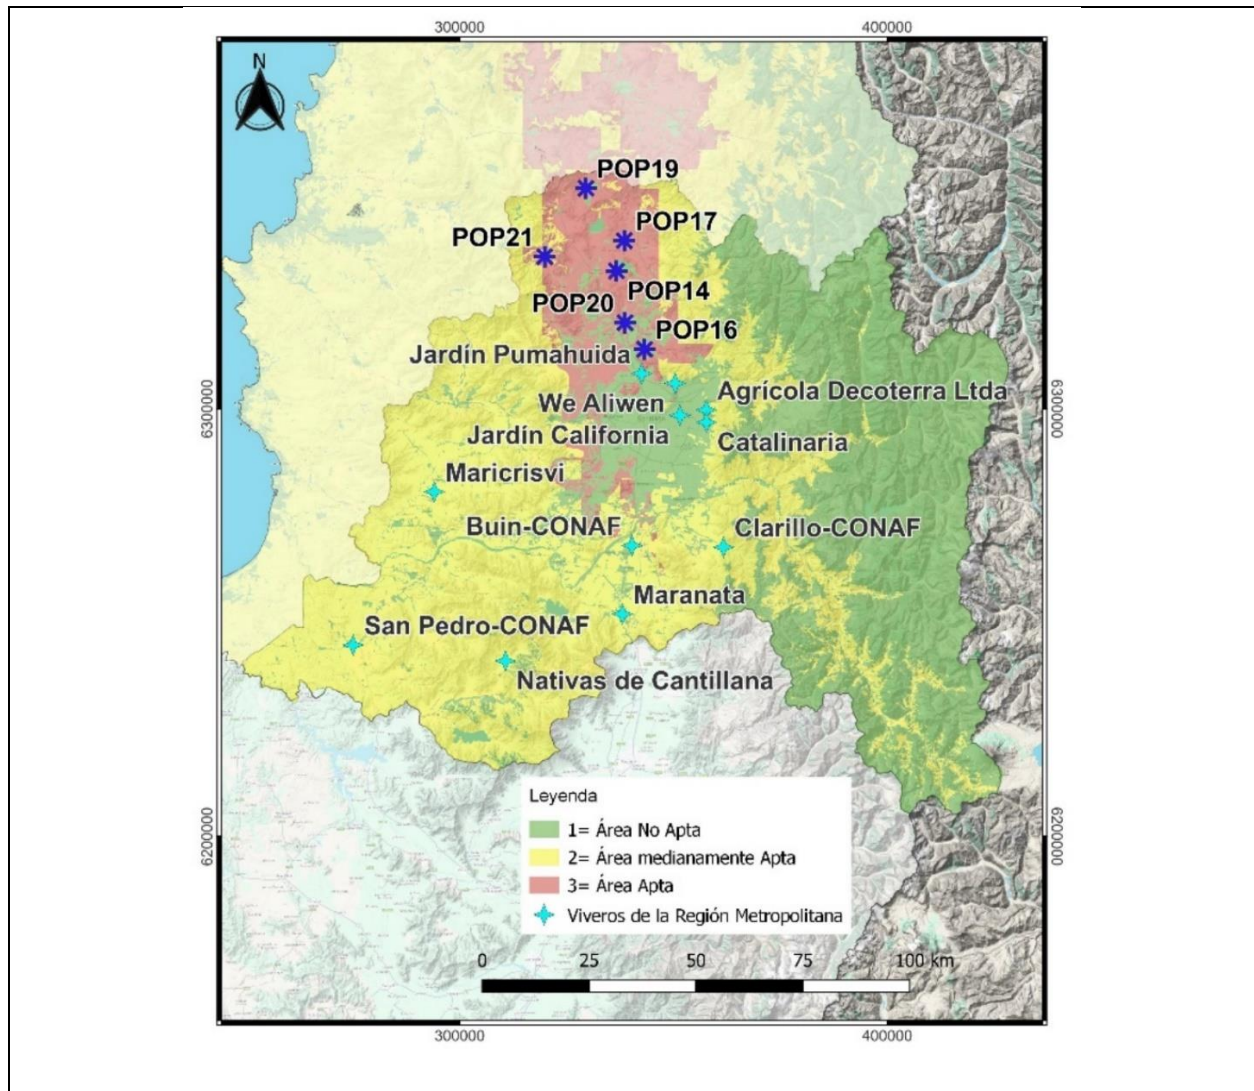 300000
400000
N
POP19
POP17
POP21
POP14
POP20
POP16
Jardín Pumahuida
Agrícola Decoterra Ltda
We Aliwen
6300000
6300000
Jardín California
Catalinaria
Maricrisvi
Buin-CONAF
Clarillo-CONAF
Maranata
San Pedro-CONAF
Nativas de Cantillana
Leyenda
1= Área No Apta
2= Área medianamente Apta
3= Área Apta
Viveros de la Región Metropolitana
6200000
6200000
0 25 50 75 100 km
300000
400000